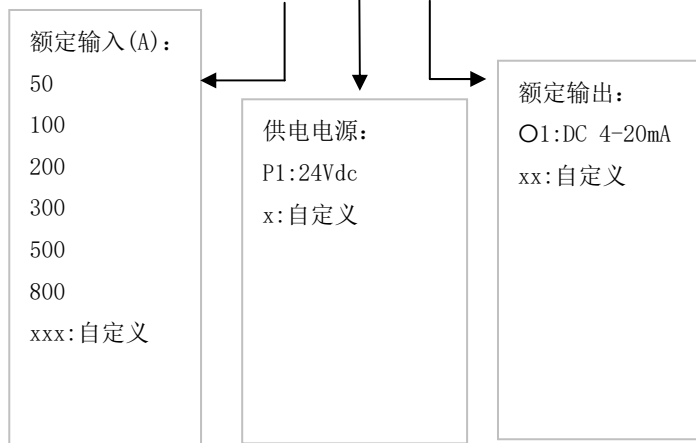 额定输入(A):
50
100
200
300
500
800
xxx:自定义
供电电源:
P1:24Vdc
x:自定义
额定输出:
O1:DC 4-20mA
xx:自定义